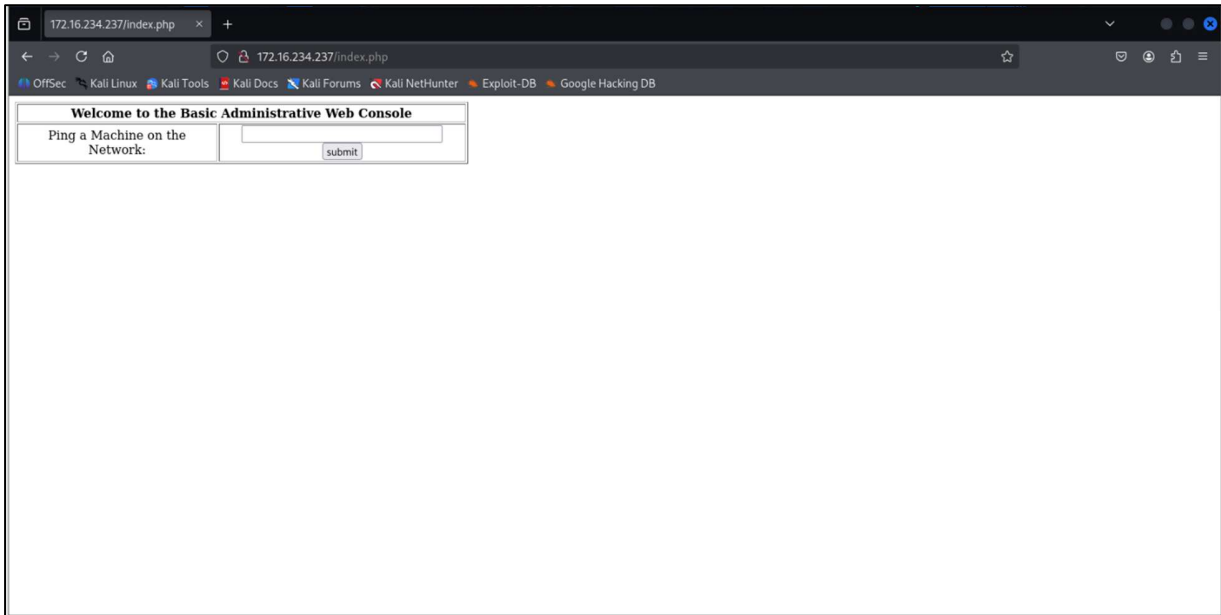 172.16.234.237/index.php
172.16.234.237/index.php
OffSec Kali Linux Kali Tools Kali Docs Kali Forums Kali NetHunter Exploit-DB Google Hacking DB
Welcome to the Basic Administrative Web Console
Ping a Machine on the
Network:
submit